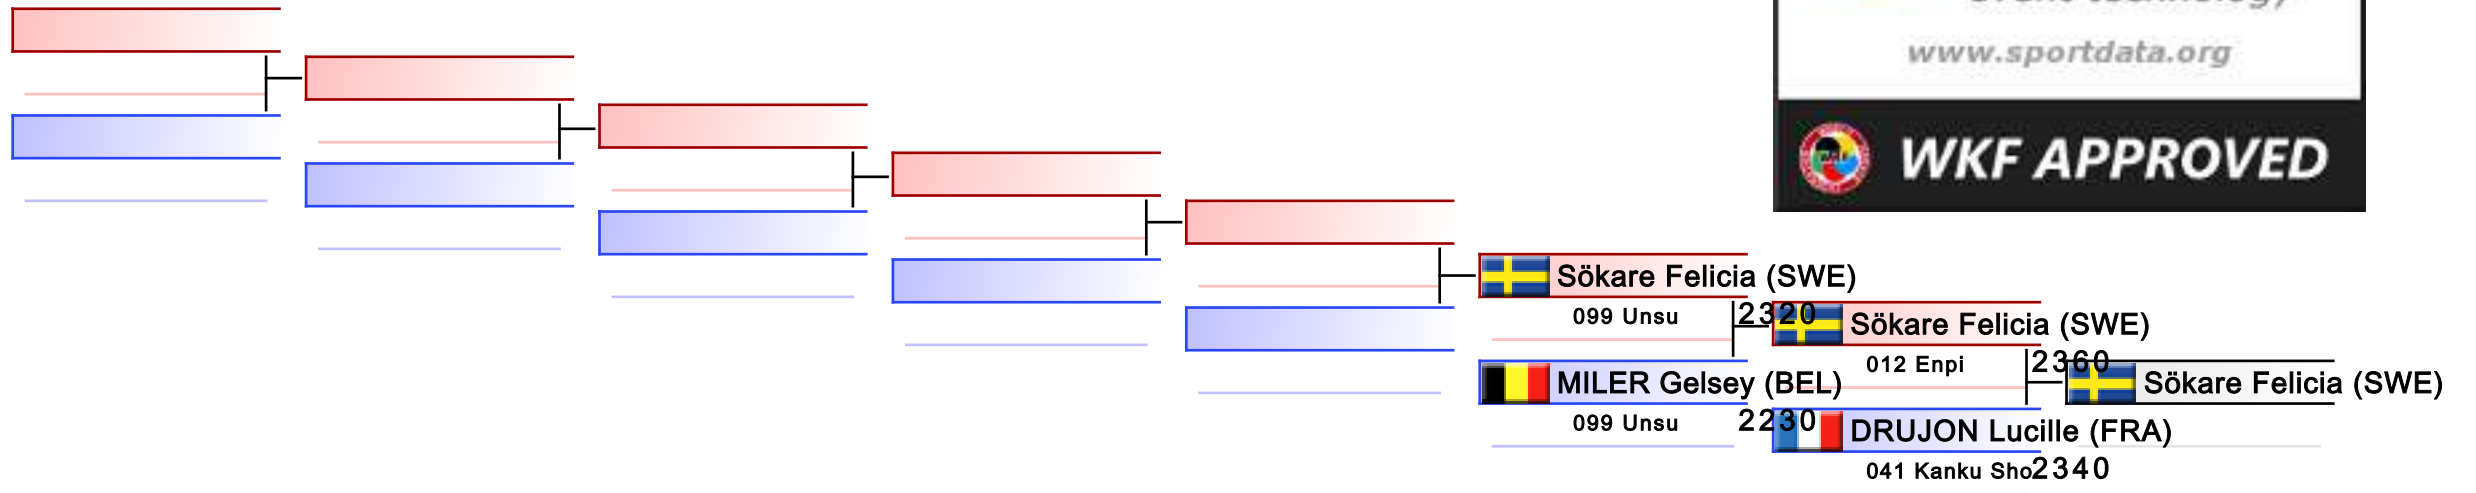 www.sportdata.org
WKF APPROVED
Sökare Felicia (SWE)
099 Unsu 2320
MILER Gelsey (BEL)
099 Unsu 2230
Sökare Felicia (SWE)
012 Enpi 2360
DRUJON Lucille (FRA)
041 Kanku Sho 2340
Sökare Felicia (SWE)